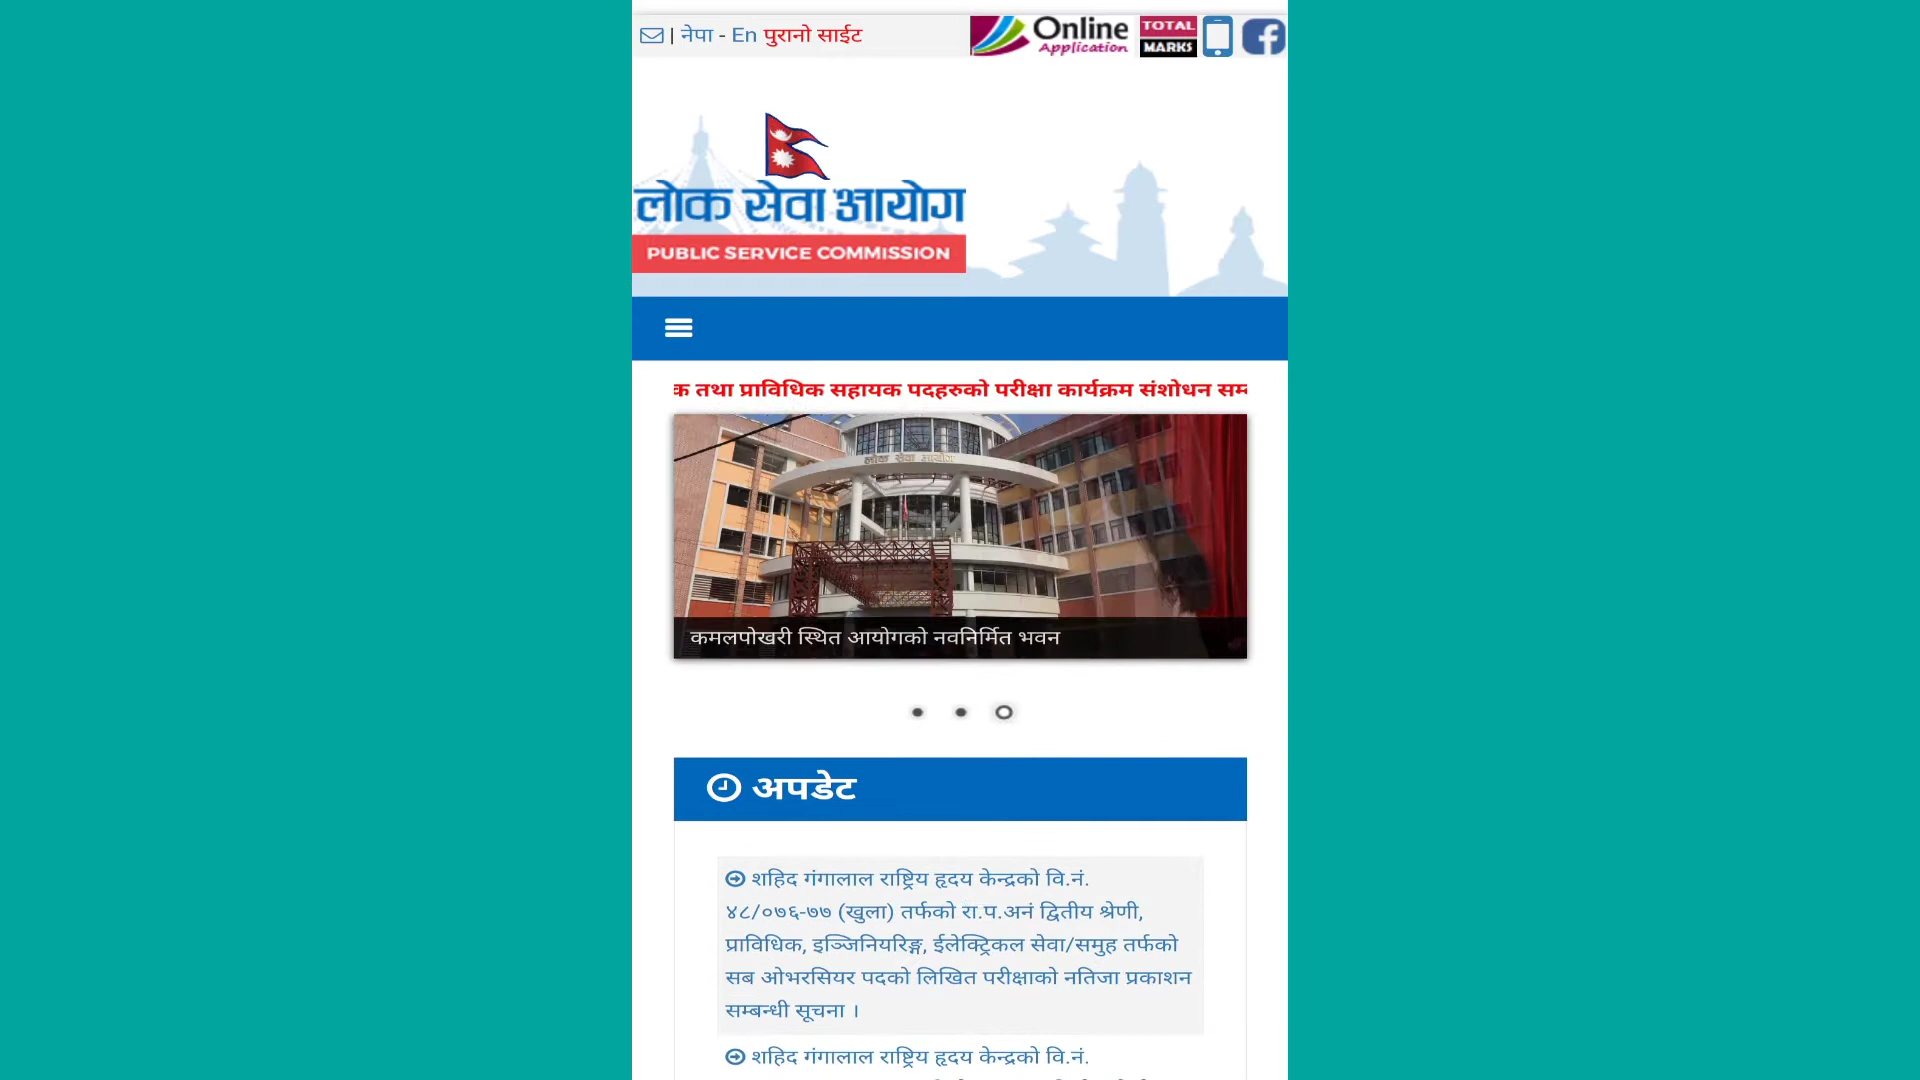 | नेपा - En पुरानो साईट
Online
Application
TOTAL
MARKS
लोक सेवा आयोग
PUBLIC SERVICE COMMISSION
क तथा प्राविधिक सहायक पदहरुको परीक्षा कार्यक्रम संशोधन
लोक सेवा आयोग
कमलपोखरी स्थित आयोगको नवनिर्मित भवन
अपडेट
शहिद गंगालाल राष्ट्रिय हृदय केन्द्रको वि.नं.
४८/०७६-७७ (खुला) तर्फको रा.प.अनं द्वितीय श्रेणी,
प्राविधिक, इञ्जिनियरिङ्ग, ईलेक्ट्रिकल सेवा/समुह तर्फको
सब ओभरसियर पदको लिखित परीक्षाको नतिजा प्रकाशन
सम्बन्धी सूचना ।
शहिद गंगालाल राष्ट्रिय हृदय केन्द्रको वि.नं.